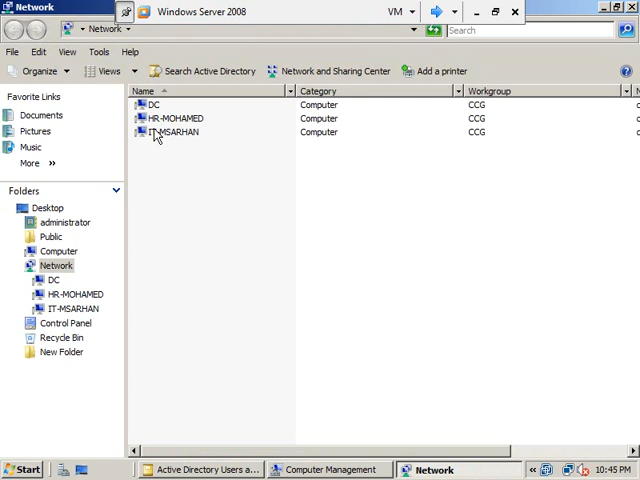 Network
Windows Server 2008
VM
Network
Search
File Edit View Tools Help
Organize Views Search Active Directory Network and Sharing Center Add a printer
Favorite Links
Documents
Pictures
Music
More »
Folders
Desktop
administrator
Public
Computer
Network
DC
HR-MOHAMED
IT-MSARHAN
Control Panel
Recycle Bin
New Folder
Name Category Workgroup
DC Computer CCG
HR-MOHAMED Computer CCG
IT-MSARHAN Computer CCG
Start Active Directory Users a... Computer Management Network « 10:45 PM